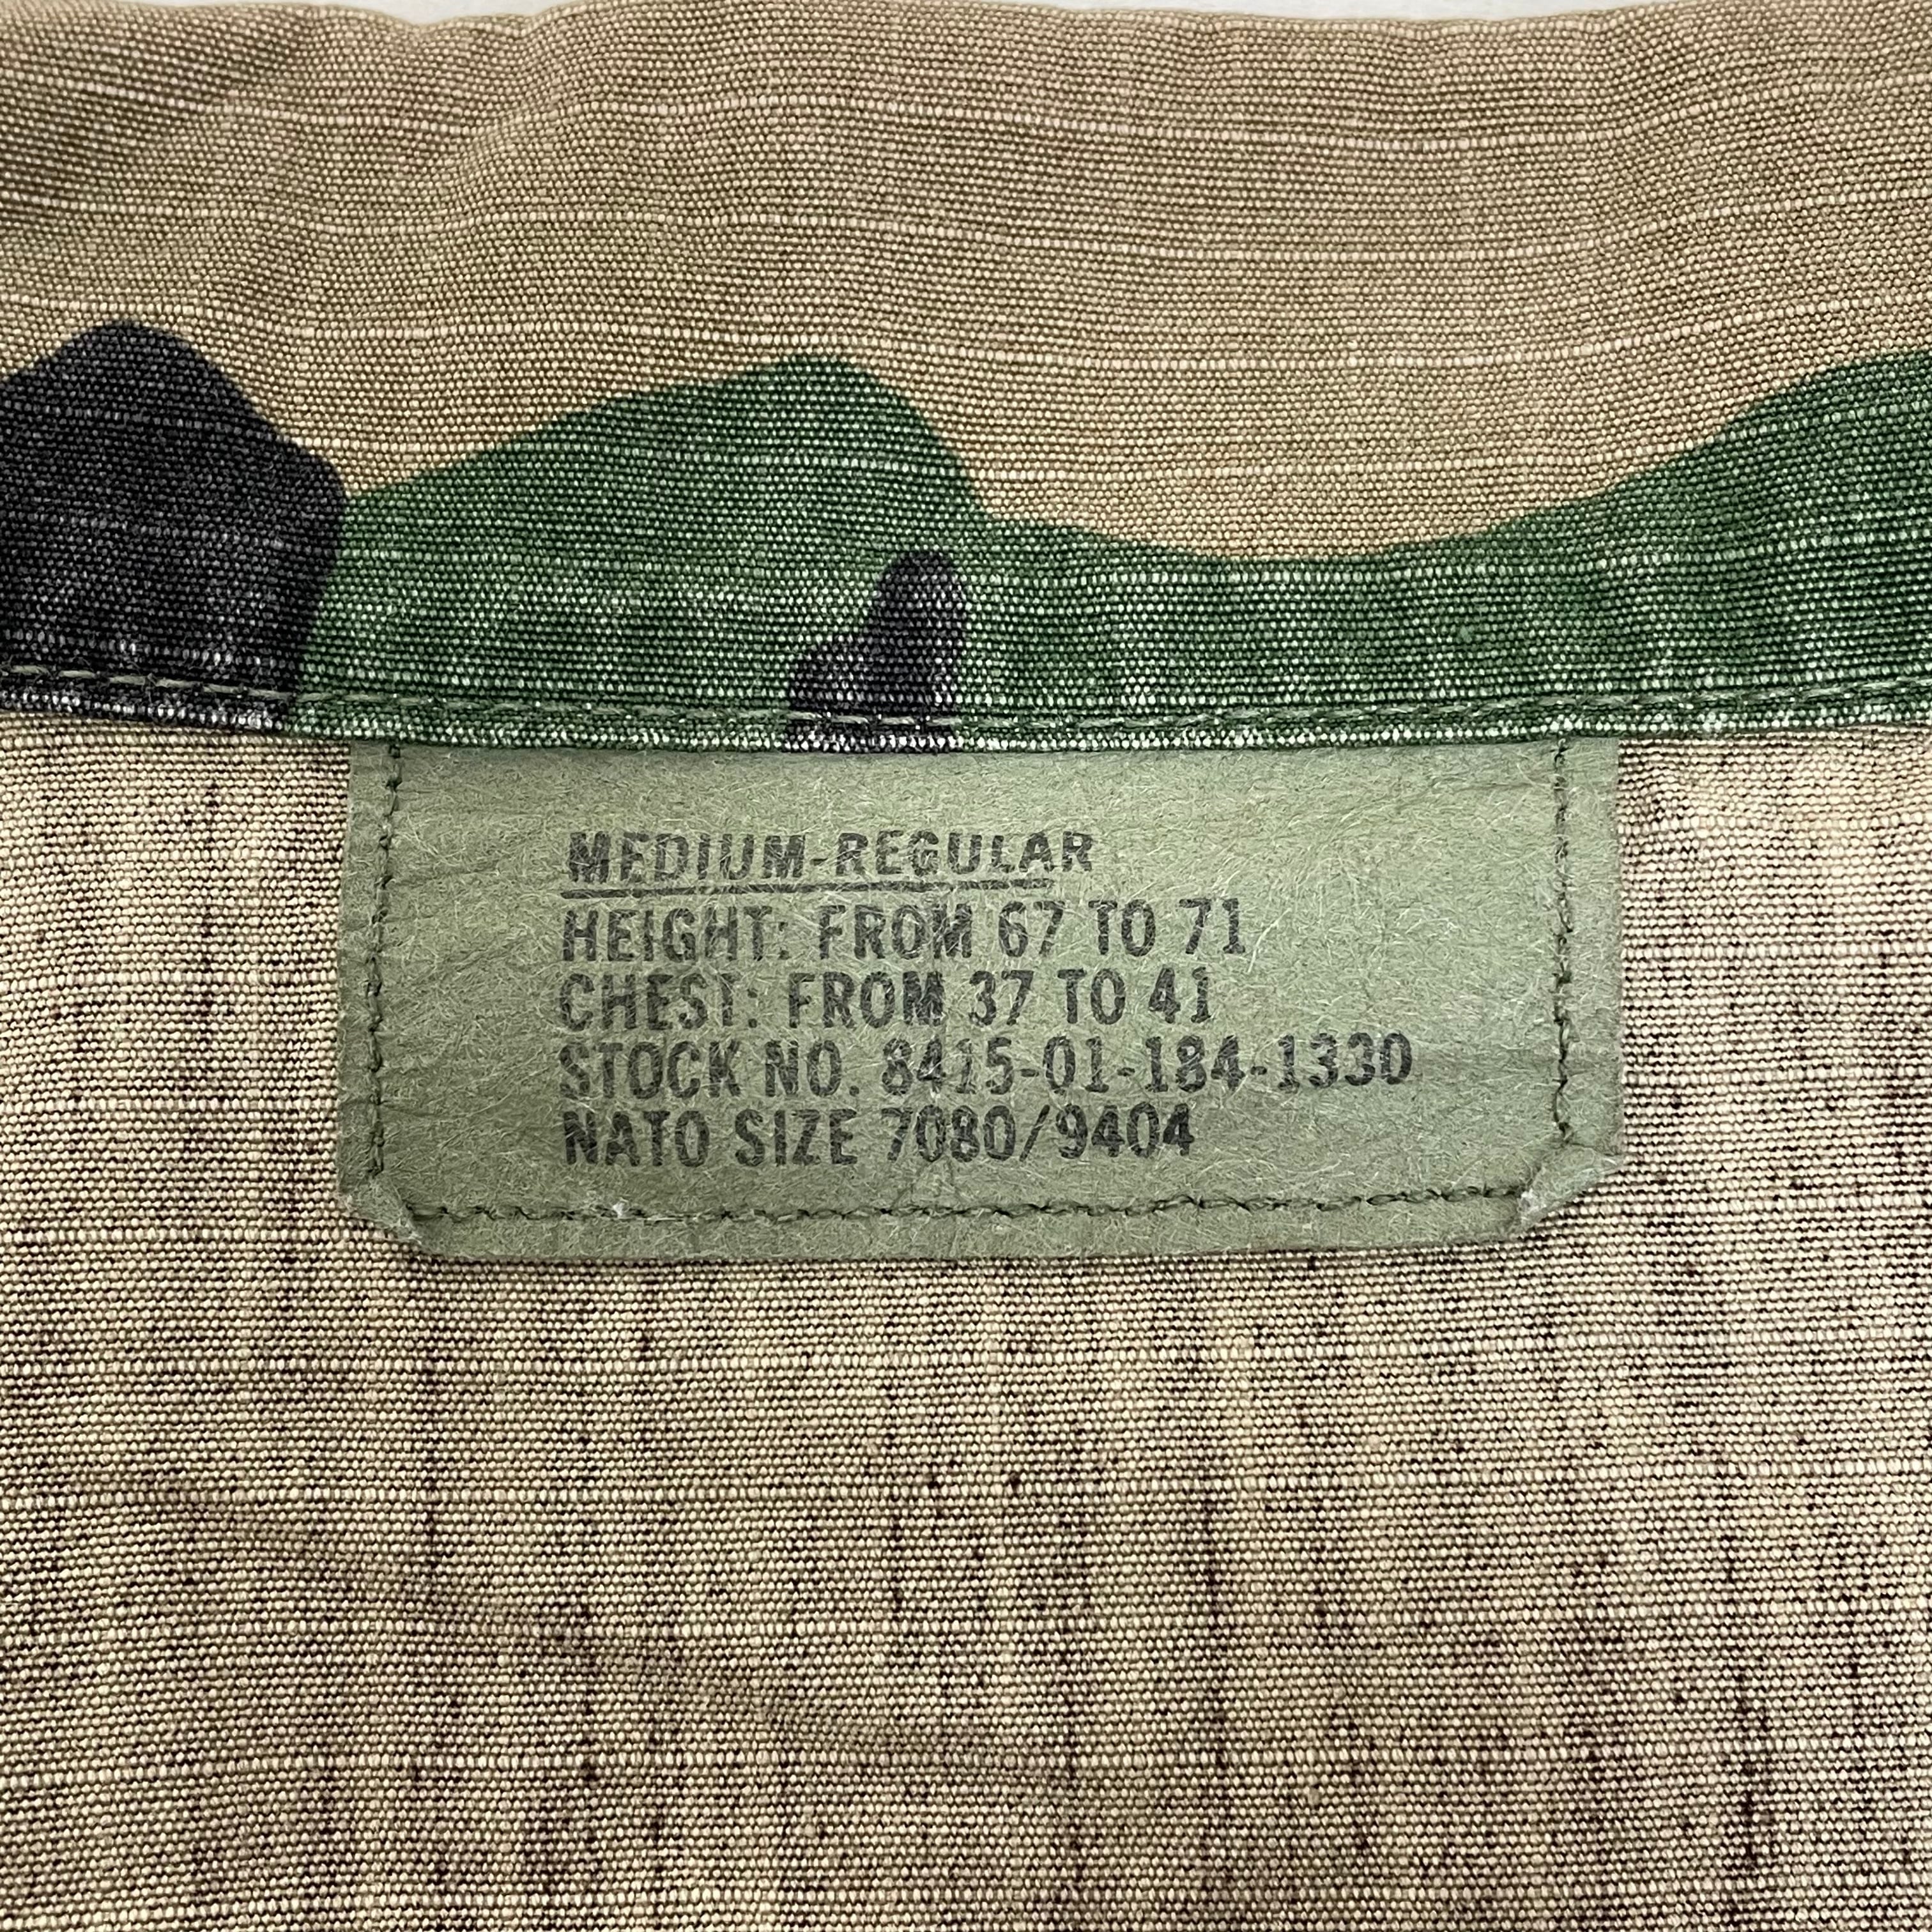 MEDIUM-REGULAR
HEIGHT: FROM 67 TO 71
CHEST: FROM 37 TO 41
STOCK NO. 8415-01-184-1330
NATO SIZE 7080/9404